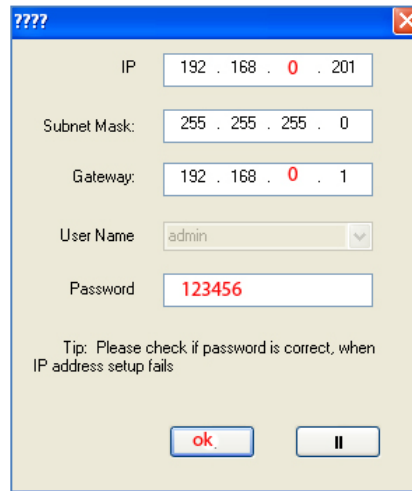 ????
IP 192 . 168 . 0 . 201
Subnet Mask: 255 . 255 . 255 . 0
Gateway: 192 . 168 . 0 . 1
User Name admin
Password 123456
Tip: Please check if password is correct, when
IP address setup fails
ok. II